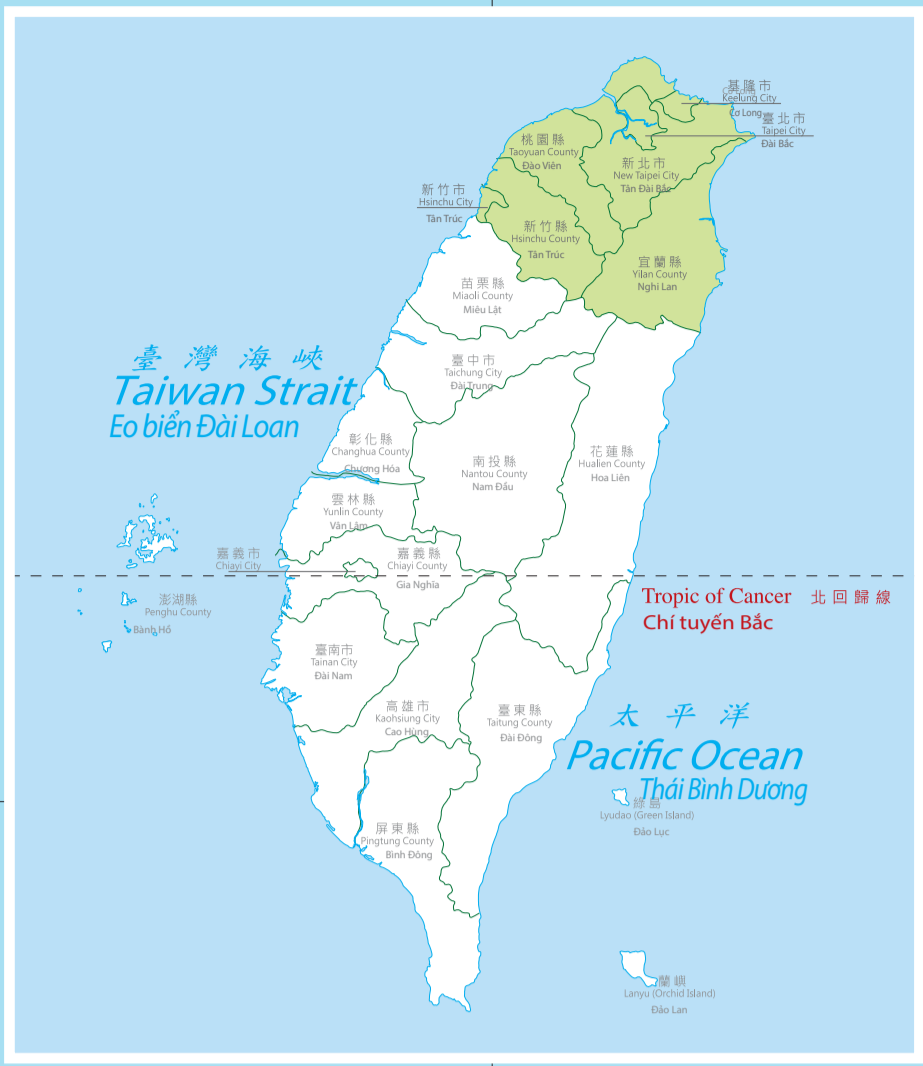 基隆市
Keelung City
Cơ Long
臺北市
Taipei City
Đài Bắc
桃園縣
Taoyuan County
Đào Viên
新北市
New Taipei City
Tân Đài Bắc
新竹市
Hsinchu City
Tân Trúc
新竹縣
Hsinchu County
Tân Trúc
宜蘭縣
Yilan County
Nghi Lan
苗栗縣
Miaoli County
Miêu Lật
臺灣海峽
Taiwan Strait
Eo biển Đài Loan
臺中市
Taichung City
Đài Trung
彰化縣
Changhua County
Chương Hóa
南投縣
Nantou County
Nam Đầu
花蓮縣
Hualien County
Hoa Liên
雲林縣
Yunlin County
Vân Lâm
嘉義市
Chiayi City
嘉義縣
Chiayi County
Gia Nghĩa
澎湖縣
Penghu County
Bành Hồ
Tropic of Cancer 北回歸線
Chí tuyến Bắc
臺南市
Tainan City
Đài Nam
高雄市
Kaohsiung City
Cao Hùng
臺東縣
Taitung County
Đài Đông
太平洋
Pacific Ocean
Thái Bình Dương
綠島
Lyudao (Green Island)
Đảo Lục
屏東縣
Pingtung County
Bình Đông
蘭嶼
Lanyu (Orchid Island)
Đảo Lan